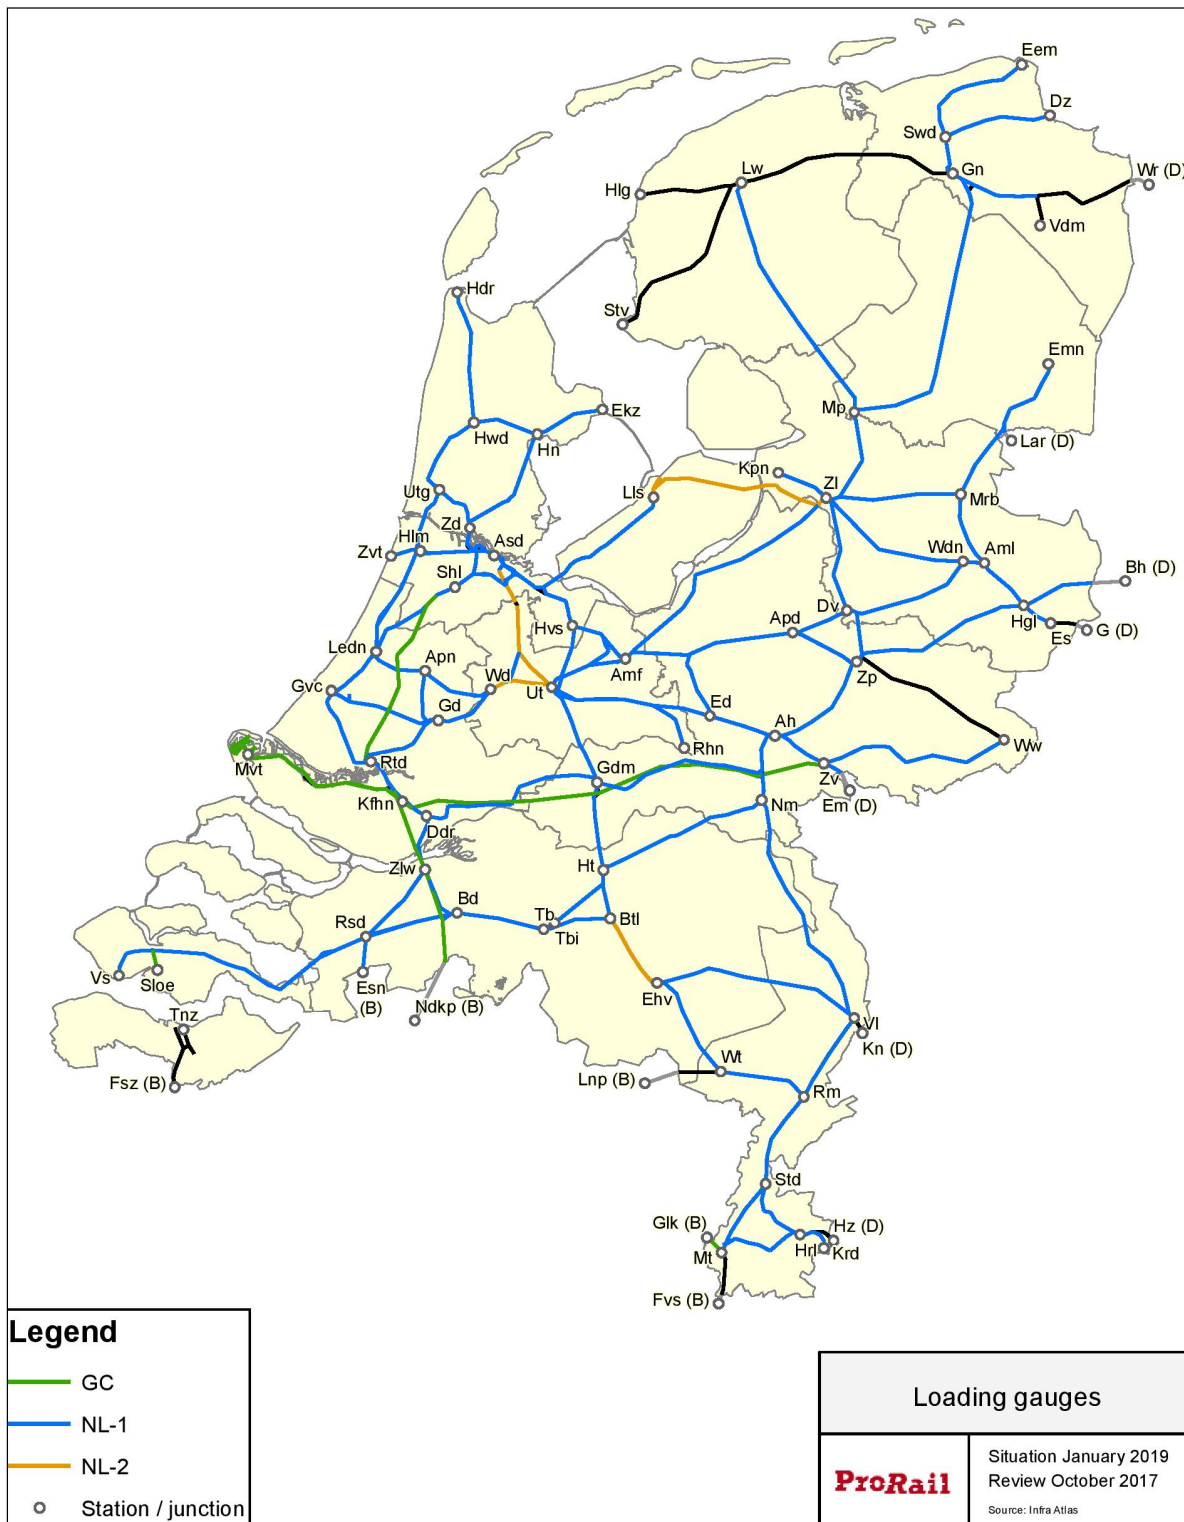 Eem
Dz
Swd
Gn
Lw
Wr (D)
Hlg
Vdm
Hdr
Stv
Emn
Ekz
Mp
Hwd
Hn
Lar (D)
Kpn
Zl
Utg
Lls
Mrb
Zd
Hlm
Asd
Zvt
Wdn
Aml
Shl
Bh (D)
Dv
Hvs
Apd
Hgl
Es
G (D)
Ledn
Apn
Amf
Zp
Gvc
Wd
Ut
Gd
Ed
Ah
Rhn
Ww
Mvt
Rtd
Gdm
Zv
Em (D)
Kfhn
Nm
Ddr
Zlw
Ht
Bd
Tb
Btl
Rsd
Tbi
Vs
Sloe
Esn
(B)
Ehv
Ndkp (B)
Tnz
Vl
Kn (D)
Fsz (B)
Lnp (B)
Wt
Rm
Std
Glk (B)
Hz (D)
Mt
Hrl
Krd
Fvs (B)
Legend
GC
NL-1
NL-2
Station / junction
Loading gauges
ProRail
Situation January 2019
Review October 2017
Source: Infra Atlas